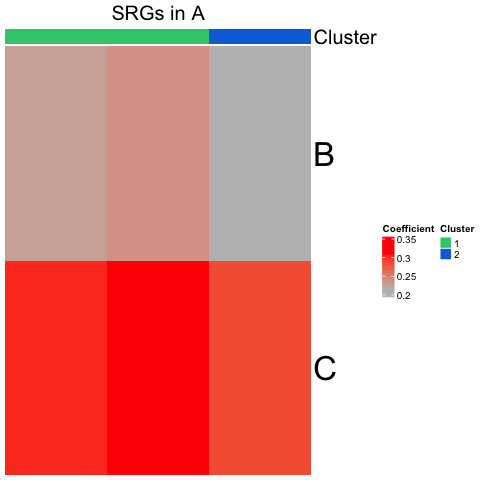 SRGs in A
Cluster
B
C
Coefficient
0.35
0.3
0.25
0.2
Cluster
1
2